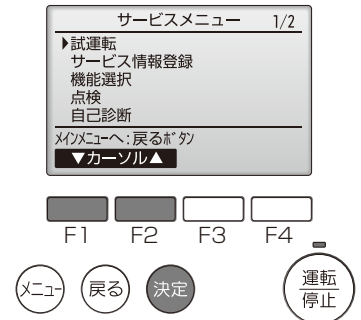 サービスメニュー 1/2
▶試運転
サービス情報登録
機能選択
点検
自己診断
ﾒｲﾝﾒﾆｭｰへ:戻るﾎﾞﾀﾝ
▼カーソル▲
F1 F2 F3 F4
メニュー 戻る 決定 運転
停止